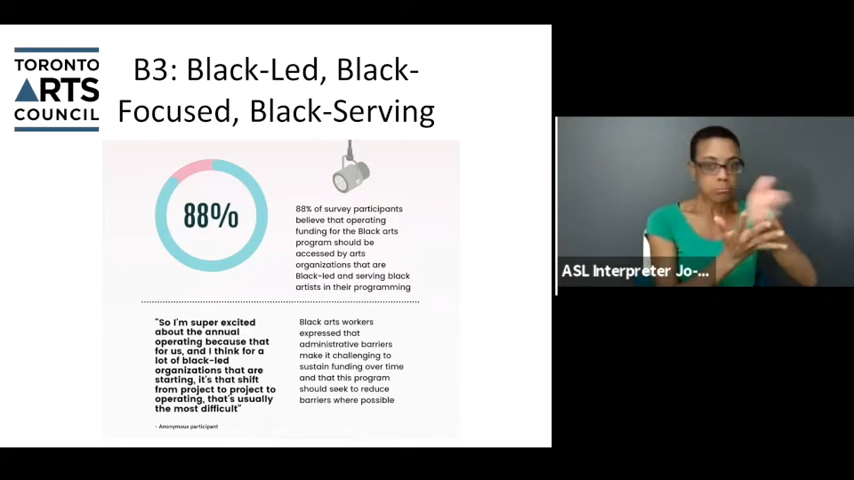 TORONTO
ARTS
COUNCIL
B3: Black-Led, Black-
Focused, Black-Serving
88%
88% of survey participants
believe that operating
funding for the Black arts
program should be
accessed by arts
organizations that are
Black-led and serving black
artists in their programming
"So I'm super excited
about the annual
operating because that
for us, and I think for a
lot of black-led
organizations that are
starting, it's that shift
from project to project to
operating, that's usually
the most difficult"
- Anonymous participant
Black arts workers
expressed that
administrative barriers
make it challenging to
sustain funding over time
and that this program
should seek to reduce
barriers where possible
ASL Interpreter Jo-...